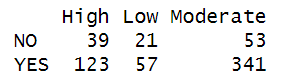 High Low Moderate
NO 39 21 53
YES 123 57 341